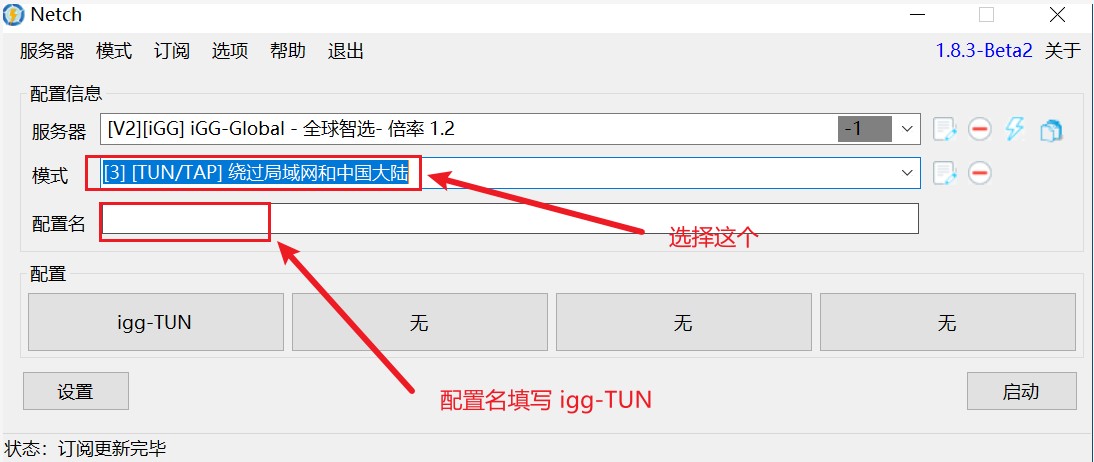 Netch
服务器 模式 订阅 选项 帮助 退出 1.8.3-Beta2 关于
配置信息
服务器 [V2][iGG] iGG-Global - 全球智选- 倍率 1.2 -1
模式 [3] [TUN/TAP] 绕过局域网和中国大陆
配置名
选择这个
配置
igg-TUN 无 无 无
设置 配置名填写 igg-TUN 启动
状态：订阅更新完毕